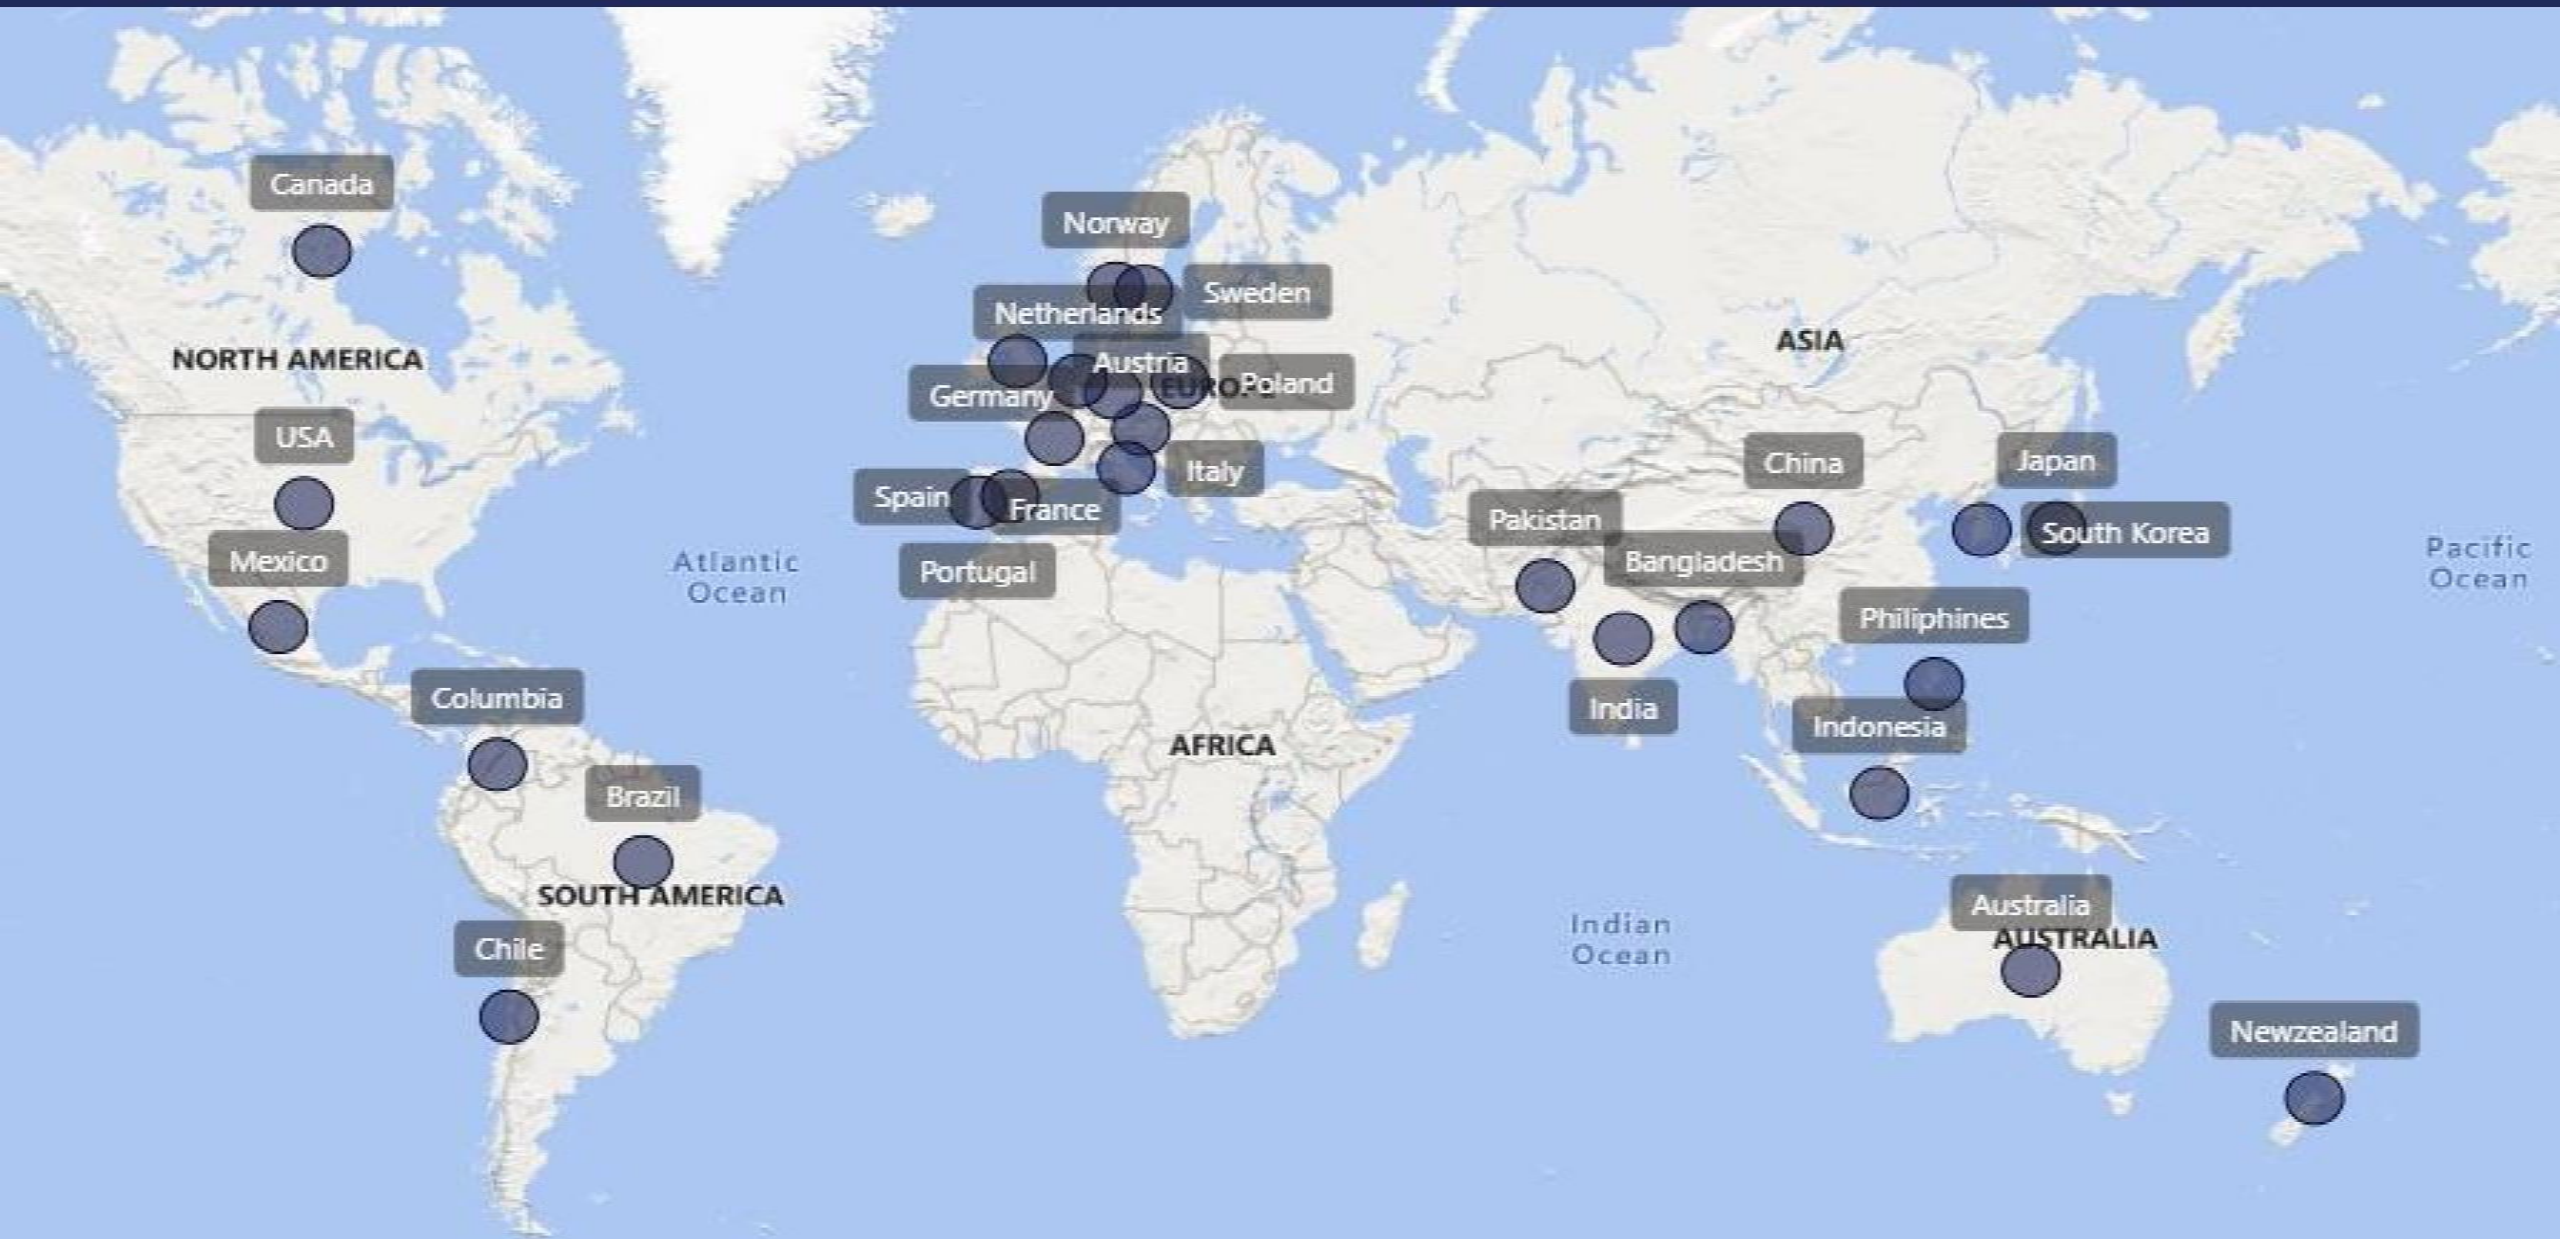 Canada
Norway
Sweden
Netherlands
NORTH AMERICA
ASIA
Austria
EUROPE
Poland
Germany
USA
China
Japan
Italy
Spain
France
Pakistan
South Korea
Mexico
Bangladesh
Atlantic
Ocean
Pacific
Ocean
Portugal
Philiphines
Columbia
India
Indonesia
AFRICA
Brazil
SOUTH AMERICA
Australia
AUSTRALIA
Indian
Ocean
Chile
Newzealand